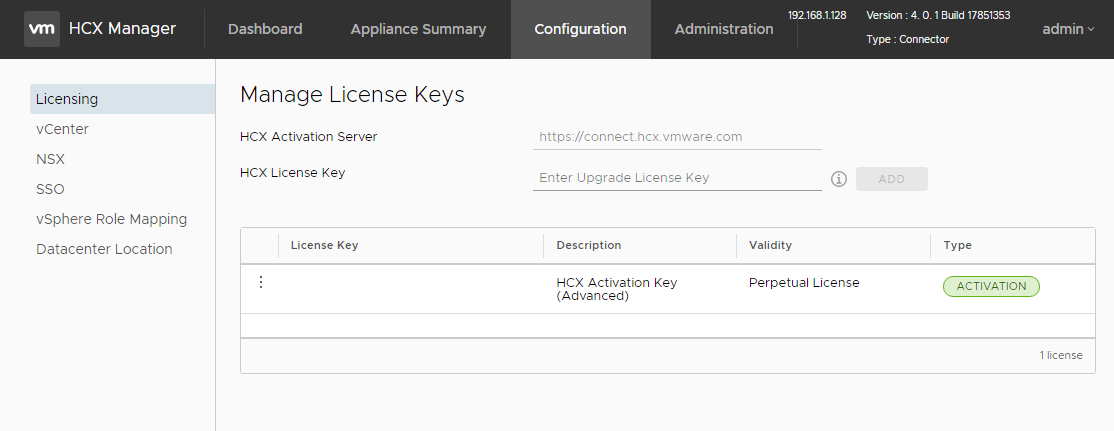 vm HCX Manager Dashboard Appliance Summary Configuration Administration 192.168.1.128 Version : 4. 0. 1 Build 17851353 admin
Type : Connector
Licensing
vCenter
NSX
SSO
vSphere Role Mapping
Datacenter Location
Manage License Keys
HCX Activation Server https://connect.hcx.vmware.com
HCX License Key Enter Upgrade License Key ADD
License Key Description Validity Type
HCX Activation Key Perpetual License ACTIVATION
(Advanced)
1 license